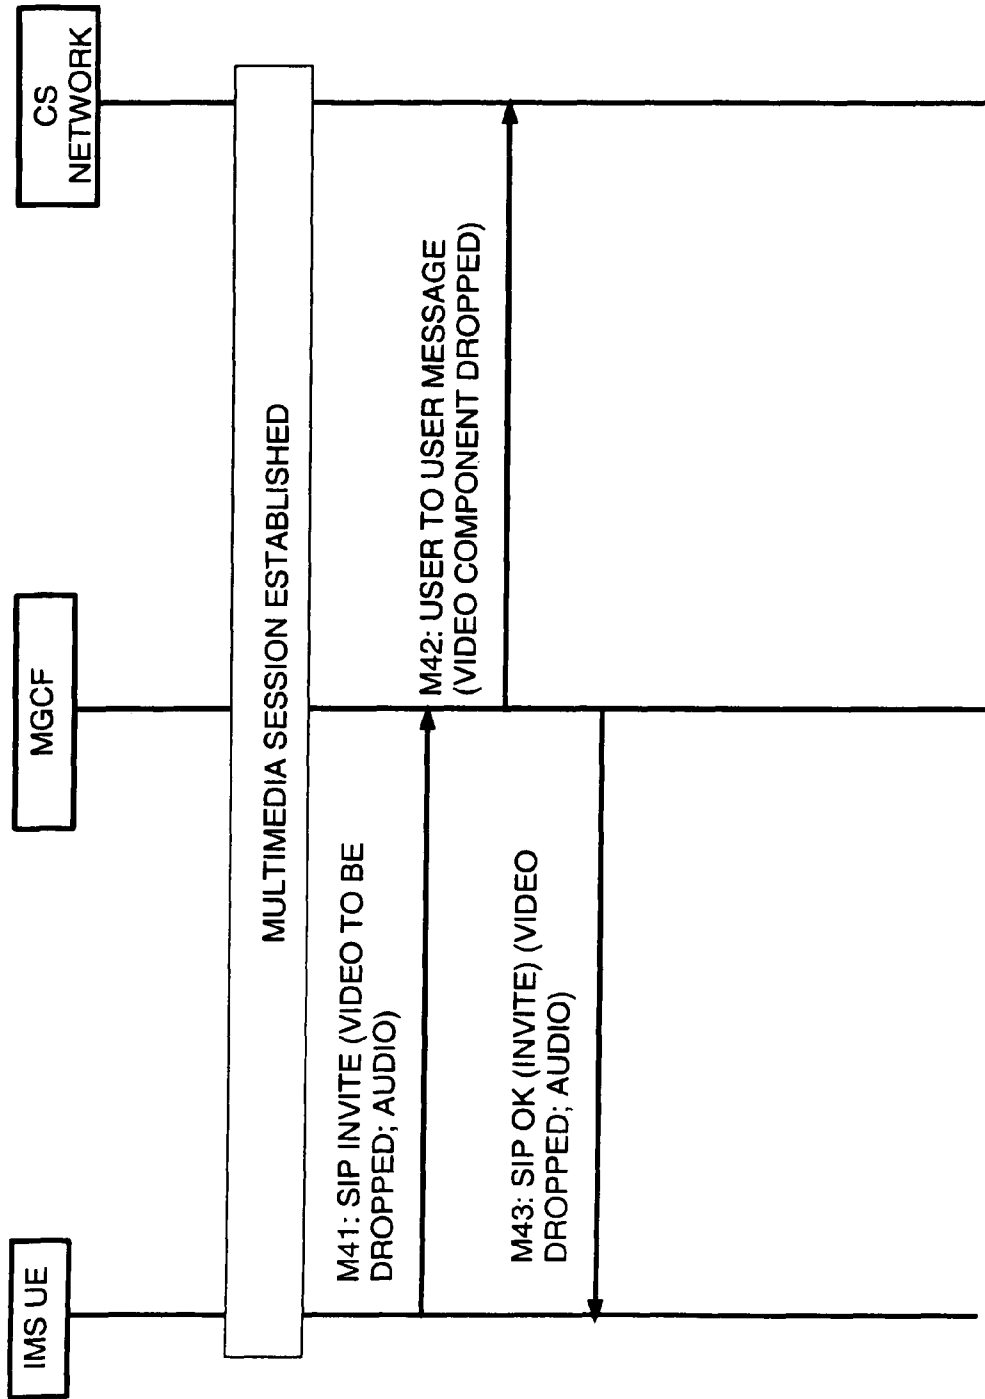 IMS UE
MGCF
CS
NETWORK
MULTIMEDIA SESSION ESTABLISHED
M41: SIP INVITE (VIDEO TO BE
DROPPED; AUDIO)
M42: USER TO USER MESSAGE
(VIDEO COMPONENT DROPPED)
M43: SIP OK (INVITE) (VIDEO
DROPPED; AUDIO)